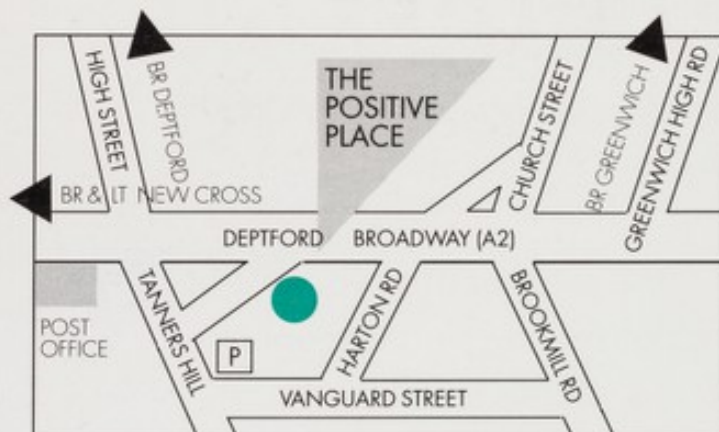 HIGH STREET
BR DEPTFORD
THE
POSITIVE
PLACE
CHURCH STREET
BR GREENWICH
GREENWICH HIGH RD
BR & LT NEW CROSS
DEPTFORD BROADWAY (A2)
POST
OFFICE
TANNERS HILL
P
HARTON RD
BROOKMILL RD
VANGUARD STREET